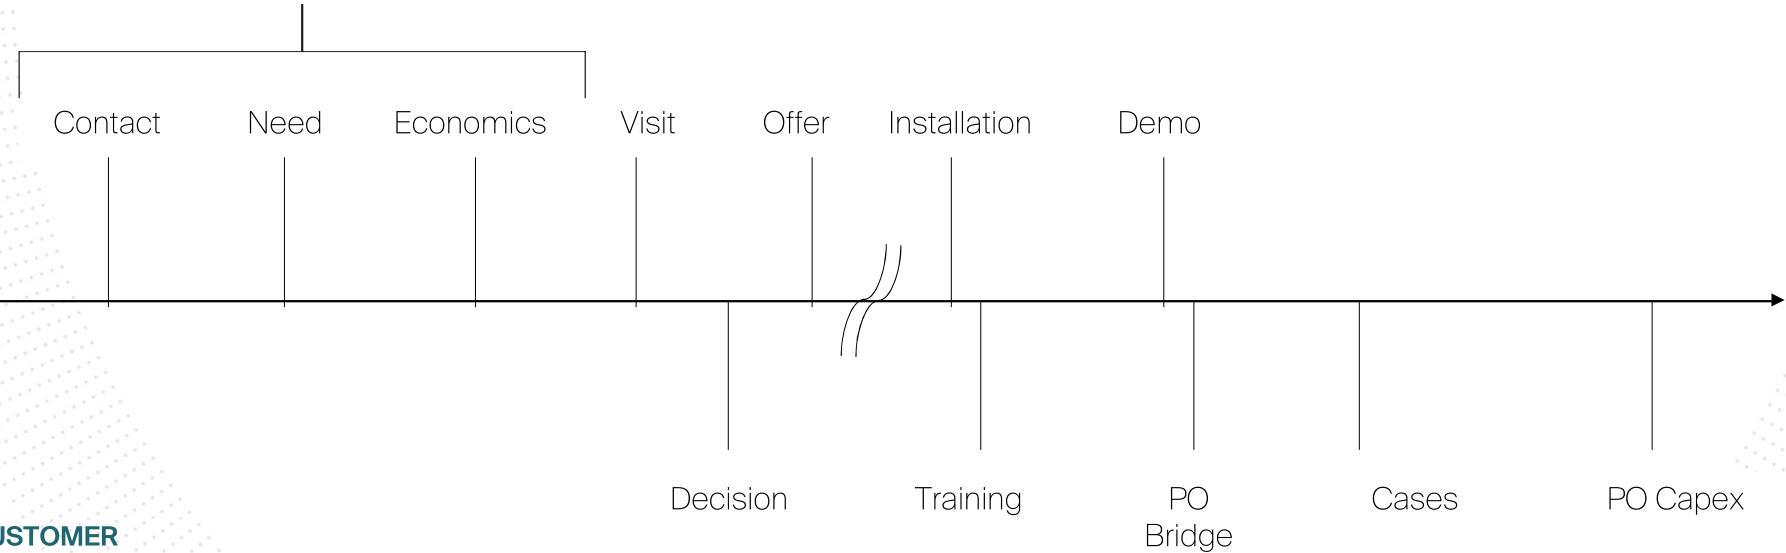 Contact
Need
Economics
Visit
Offer
Installation
Demo
Decision
Training
PO
Bridge
Cases
PO Capex
USTOMER